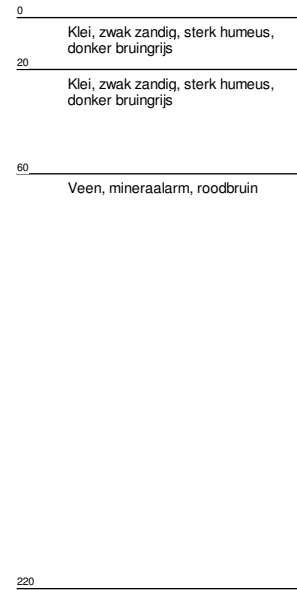 0
Klei, zwak zandig, sterk humeus,
donker bruingrijs
20
Klei, zwak zandig, sterk humeus,
donker bruingrijs
60
Veen, mineraalarm, roodbruin
220